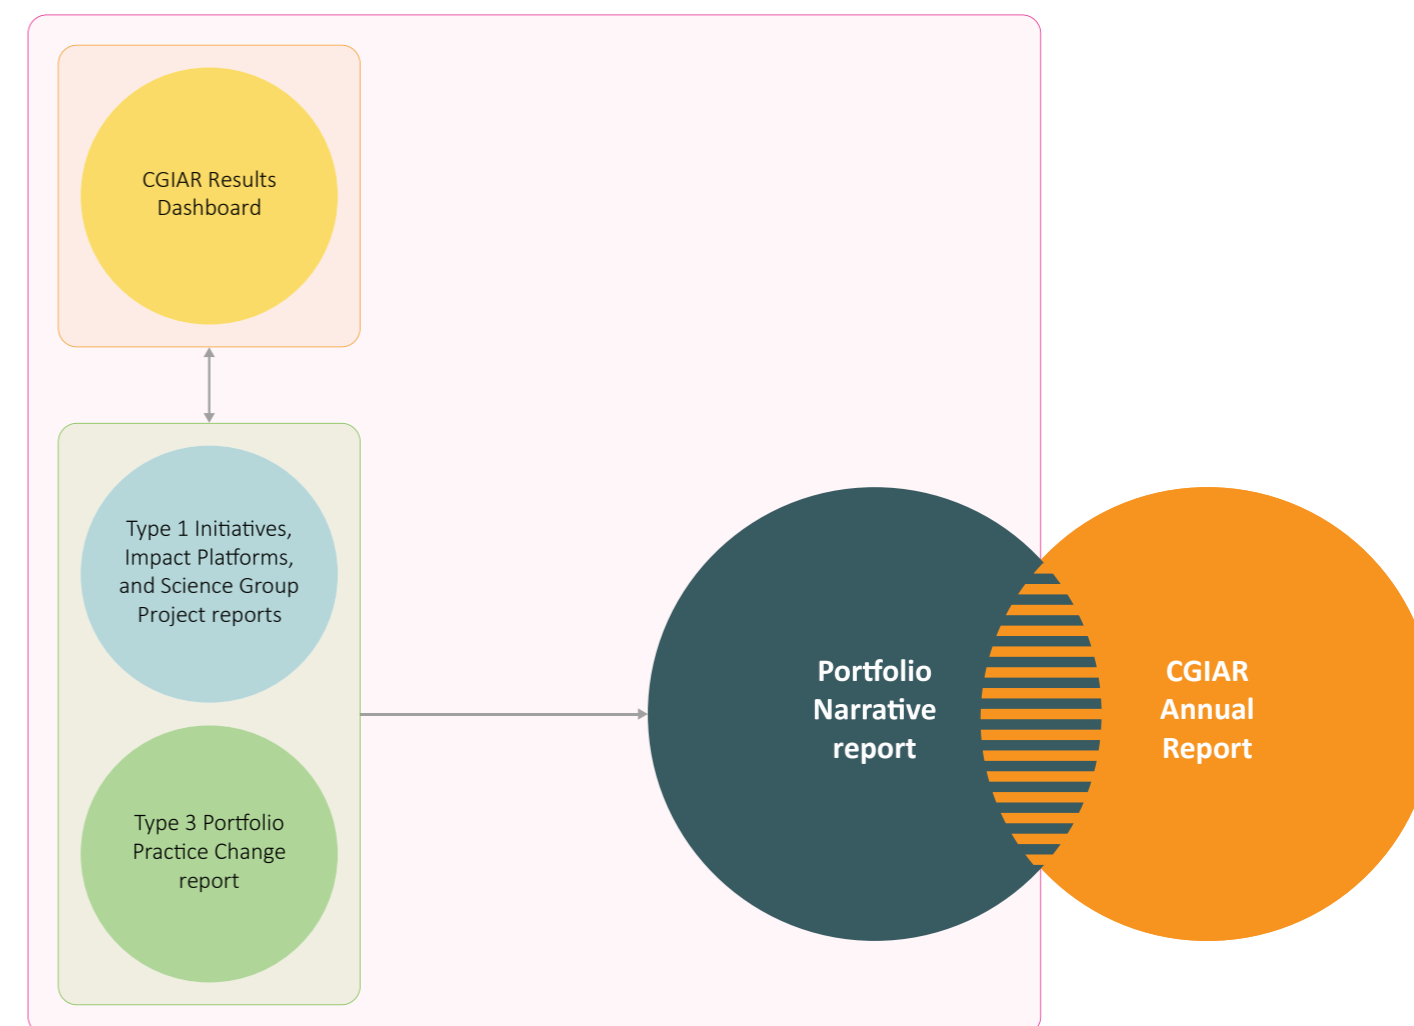 CGIAR Results
Dashboard
Type 1 Initiatives,
Impact Platforms,
and Science Group
Project reports
Type 3 Portfolio
Practice Change
report
Portfolio
Narrative
report
CGIAR
Annual
Report